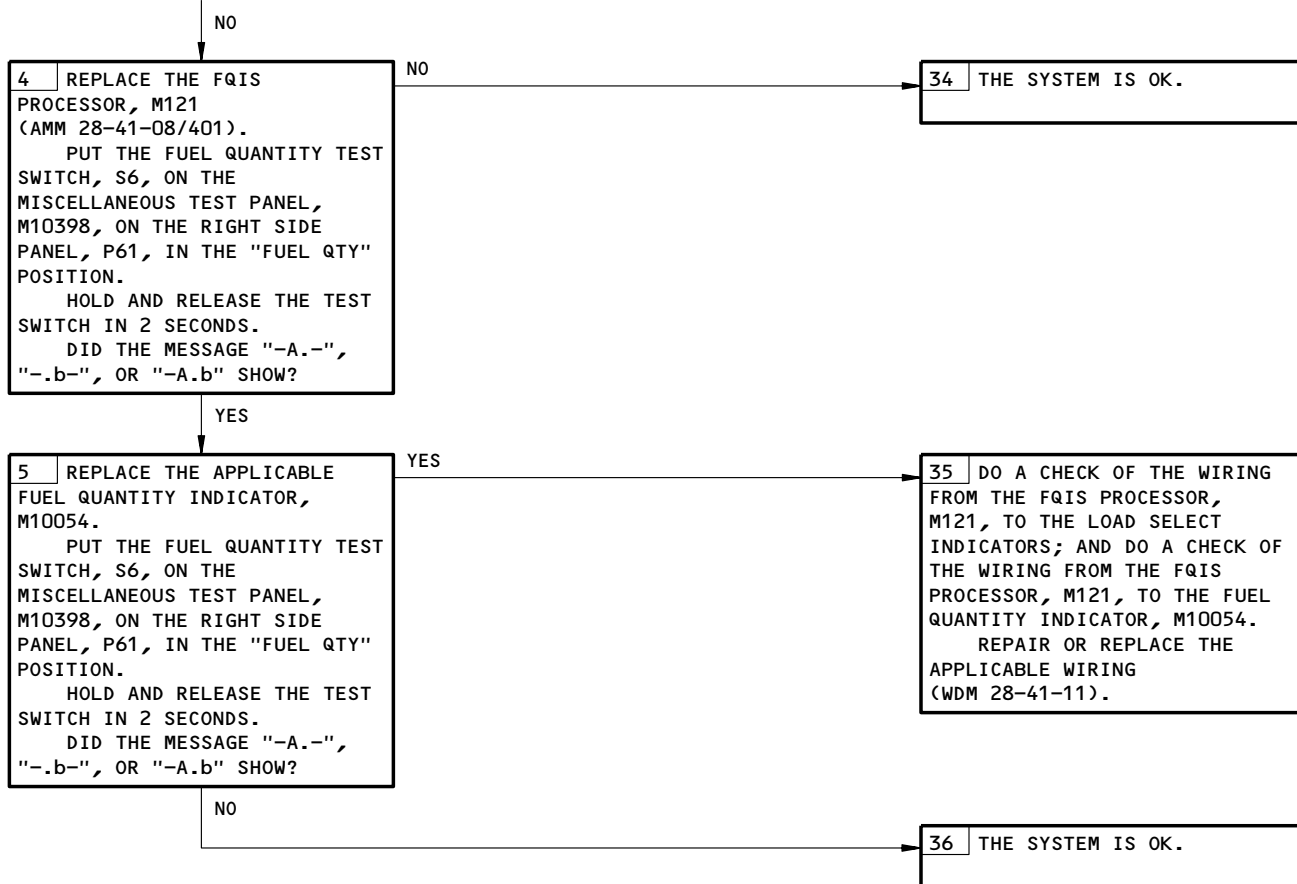 NO
4 REPLACE THE FQIS
PROCESSOR, M121
(AMM 28-41-08/401).
PUT THE FUEL QUANTITY TEST
SWITCH, S6, ON THE
MISCELLANEOUS TEST PANEL,
M10398, ON THE RIGHT SIDE
PANEL, P61, IN THE "FUEL QTY"
POSITION.
HOLD AND RELEASE THE TEST
SWITCH IN 2 SECONDS.
DID THE MESSAGE "-A.-",
"-.b-", OR "-A.b" SHOW?
NO
34 THE SYSTEM IS OK.
YES
5 REPLACE THE APPLICABLE
FUEL QUANTITY INDICATOR,
M10054.
PUT THE FUEL QUANTITY TEST
SWITCH, S6, ON THE
MISCELLANEOUS TEST PANEL,
M10398, ON THE RIGHT SIDE
PANEL, P61, IN THE "FUEL QTY"
POSITION.
HOLD AND RELEASE THE TEST
SWITCH IN 2 SECONDS.
DID THE MESSAGE "-A.-",
"-.b-", OR "-A.b" SHOW?
YES
35 DO A CHECK OF THE WIRING
FROM THE FQIS PROCESSOR,
M121, TO THE LOAD SELECT
INDICATORS; AND DO A CHECK OF
THE WIRING FROM THE FQIS
PROCESSOR, M121, TO THE FUEL
QUANTITY INDICATOR, M10054.
REPAIR OR REPLACE THE
APPLICABLE WIRING
(WDM 28-41-11).
NO
36 THE SYSTEM IS OK.